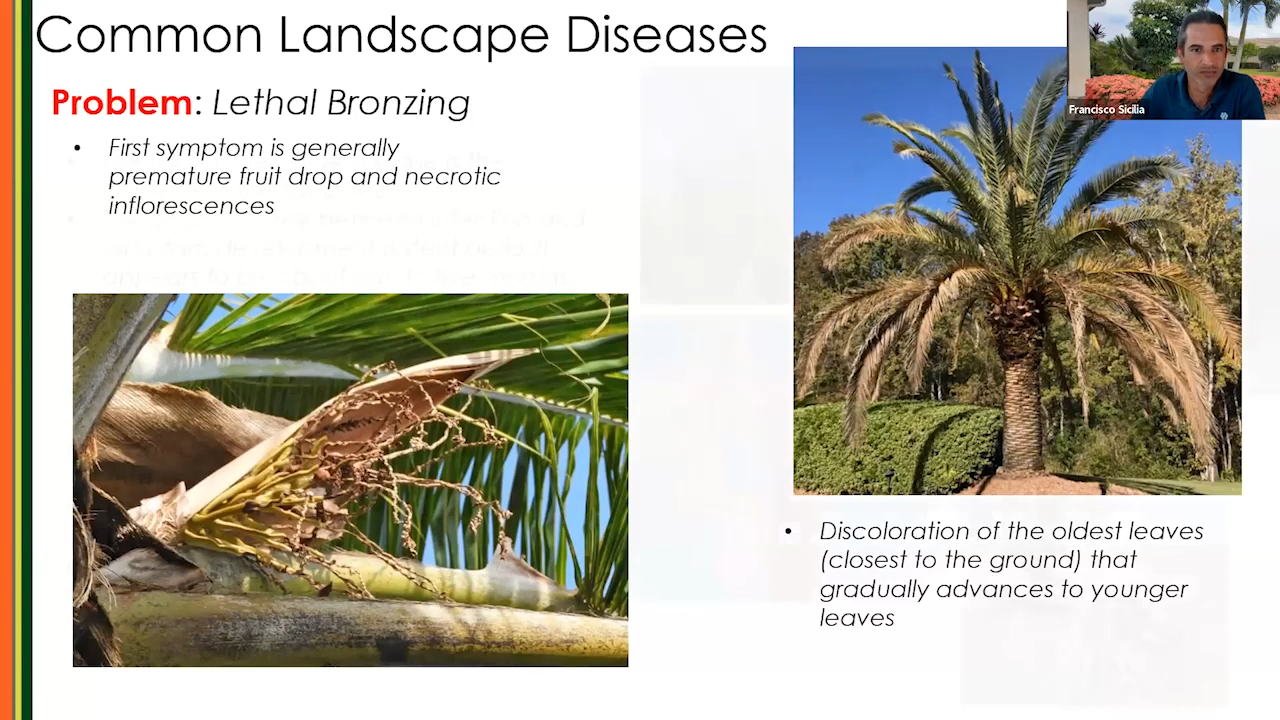 Common Landscape Diseases
Problem: Lethal Bronzing
• First symptom is generally
premature fruit drop and necrotic
inflorescences
Francisco Sicilia
• Discoloration of the oldest leaves
(closest to the ground) that
gradually advances to younger
leaves